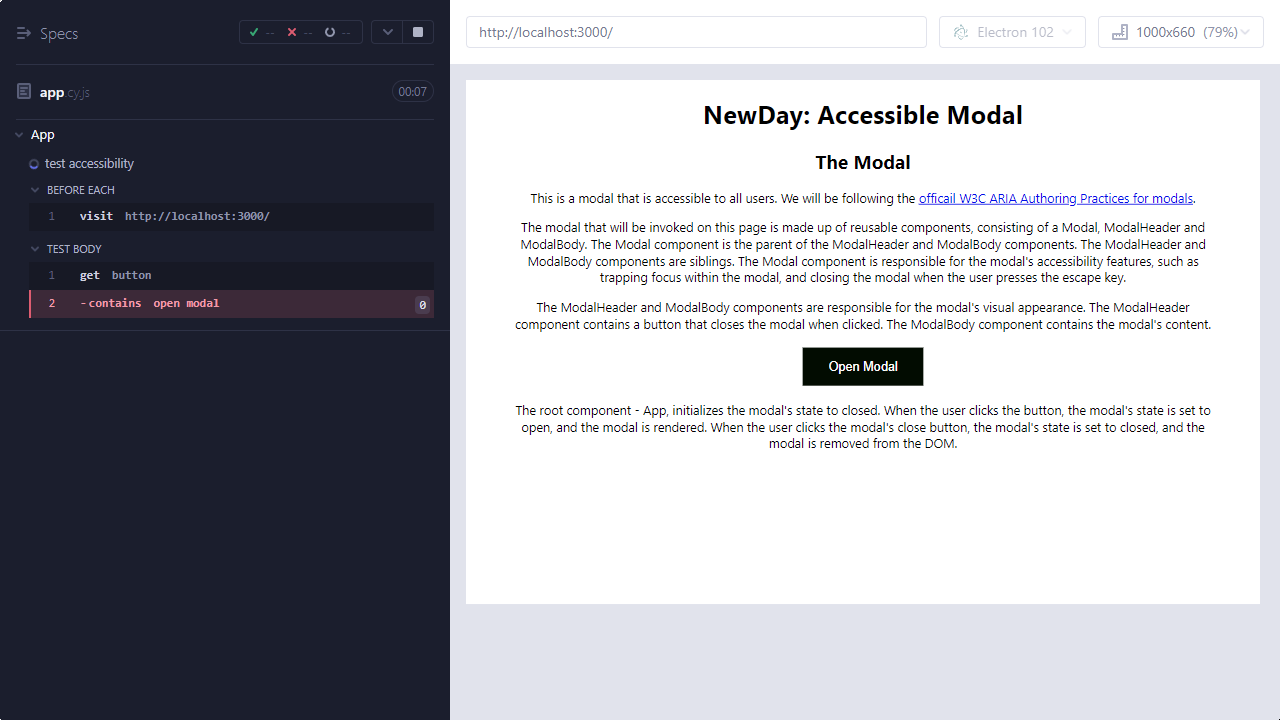 Specs
-- -- --
app.cy.js 00:07
App
test accessibility
BEFORE EACH
1 visit http://localhost:3000/
TEST BODY
1 get button
2 -contains open modal 0
http://localhost:3000/
Electron 102
1000x660 (79%)
NewDay: Accessible Modal
The Modal
This is a modal that is accessible to all users. We will be following the officail W3C ARIA Authoring Practices for modals.
The modal that will be invoked on this page is made up of reusable components, consisting of a Modal, ModalHeader and
ModalBody. The Modal component is the parent of the ModalHeader and ModalBody components. The ModalHeader and
ModalBody components are siblings. The Modal component is responsible for the modal's accessibility features, such as
trapping focus within the modal, and closing the modal when the user presses the escape key.
The ModalHeader and ModalBody components are responsible for the modal's visual appearance. The ModalHeader
component contains a button that closes the modal when clicked. The ModalBody component contains the modal's content.
Open Modal
The root component - App, initializes the modal's state to closed. When the user clicks the button, the modal's state is set to
open, and the modal is rendered. When the user clicks the modal's close button, the modal's state is set to closed, and the
modal is removed from the DOM.